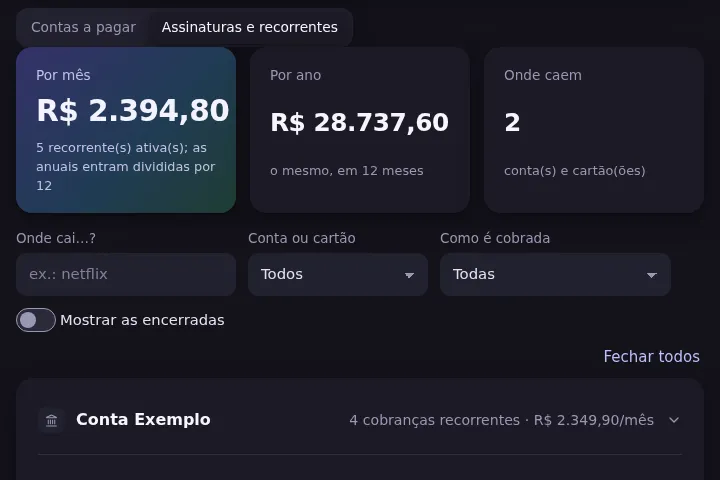 Contas a pagar Assinaturas e recorrentes
Por mês
R$ 2.394,80
5 recorrente(s) ativa(s); as
anuais entram divididas por
12
Por ano
R$ 28.737,60
o mesmo, em 12 meses
Onde caem
2
conta(s) e cartão(ões)
Onde cai…?
ex.: netflix
Conta ou cartão
Todos
Como é cobrada
Todas
Mostrar as encerradas
Fechar todos
Conta Exemplo 4 cobranças recorrentes · R$ 2.349,90/mês